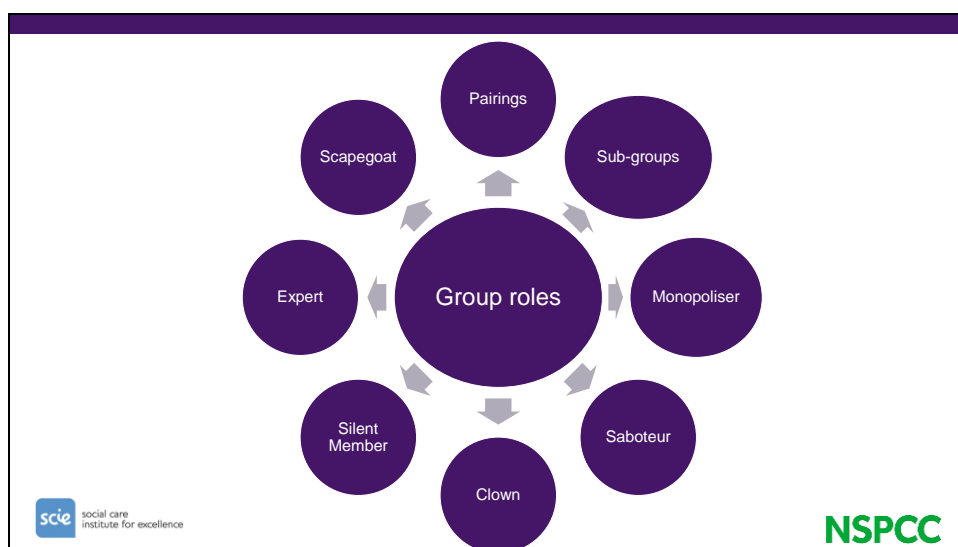 Pairings
Sub-groups
Scapegoat
Expert
Group roles
Monopoliser
Silent
Member
Saboteur
Clown
scie
social care
institute for excellence
NSPCC